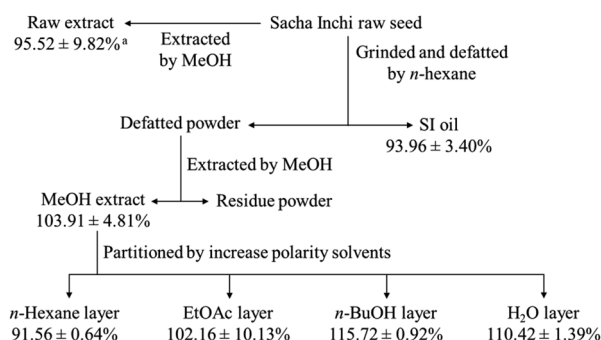 Raw extract
95.52 ± 9.82%a
Sacha Inchi raw seed
Extracted
by MeOH
Grinded and defatted
by n-hexane
Defatted powder
SI oil
93.96 ± 3.40%
Extracted by MeOH
MeOH extract
103.91 ± 4.81%
Residue powder
Partitioned by increase polarity solvents
n-Hexane layer
91.56 ± 0.64%
EtOAc layer
102.16 ± 10.13%
n-BuOH layer
115.72 ± 0.92%
H2O layer
110.42 ± 1.39%